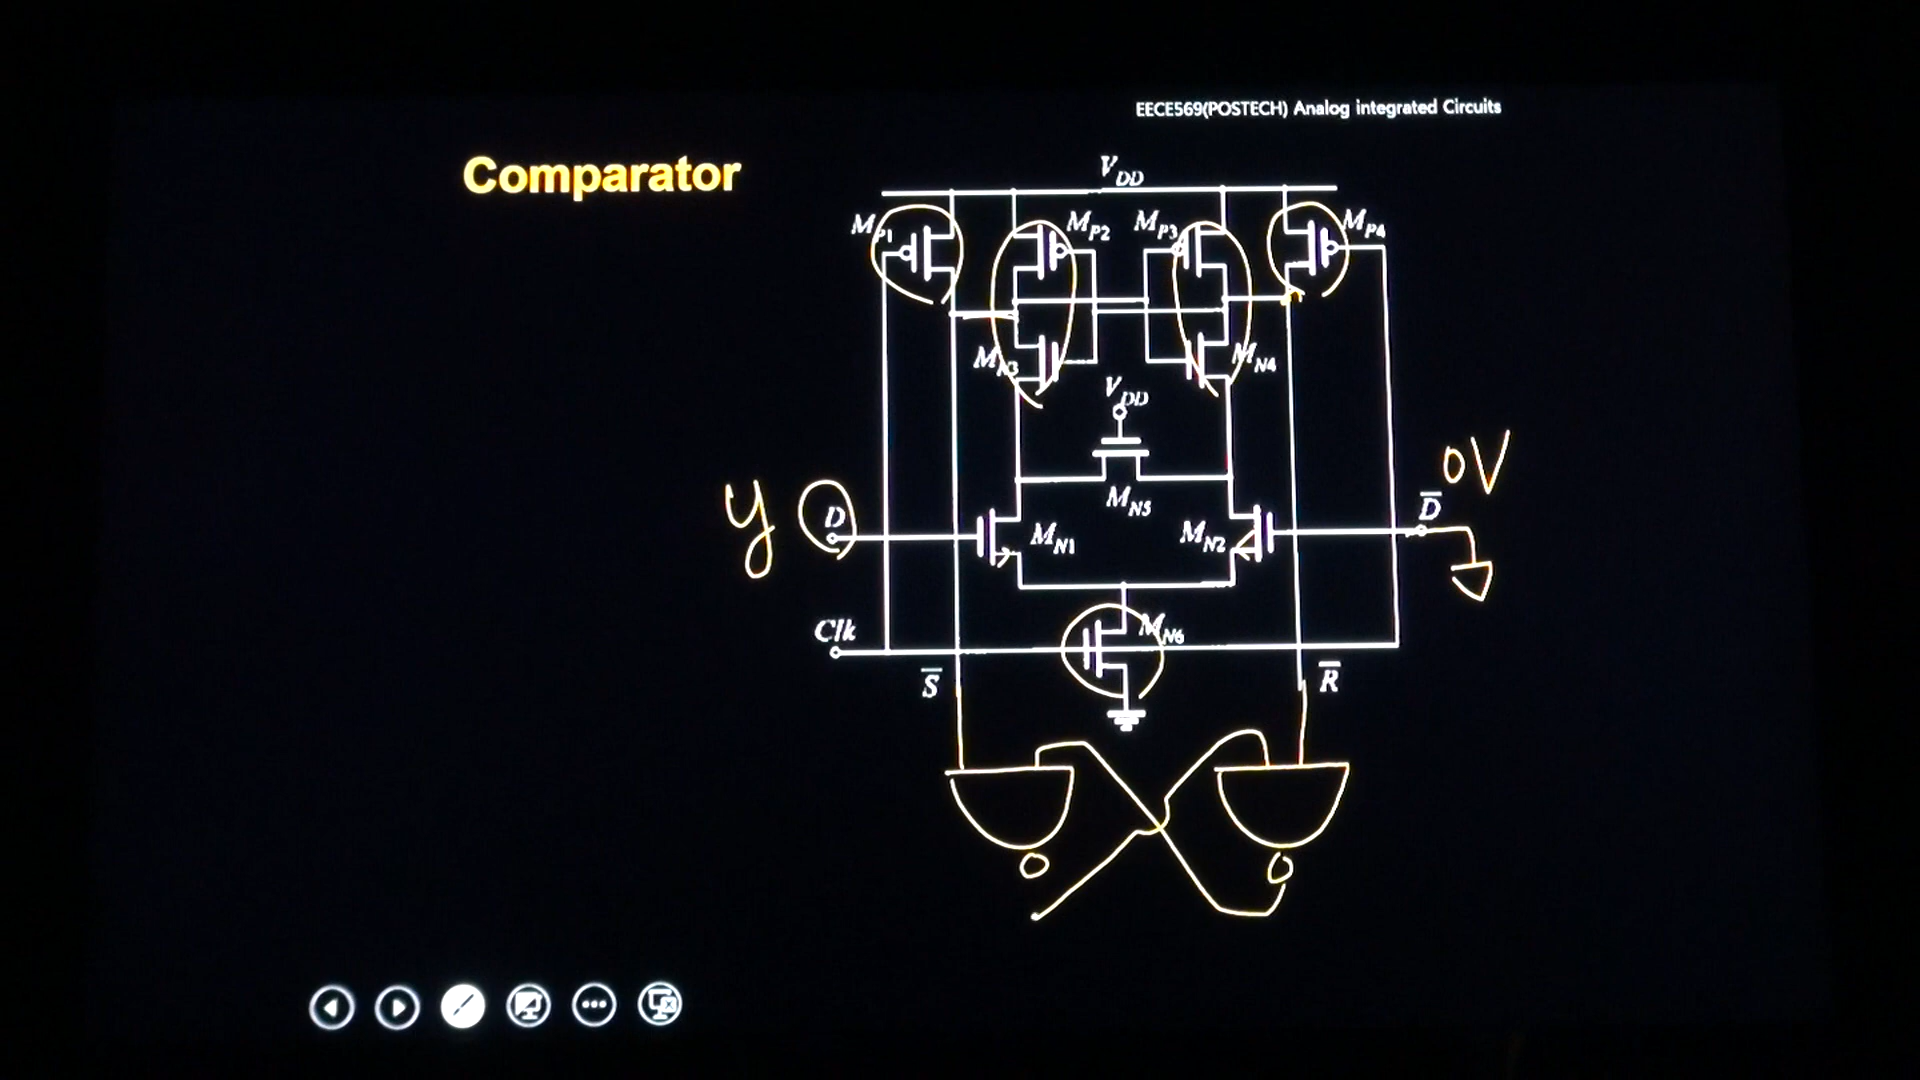 EECE569(POSTECH) Analog integrated Circuits
Comparator
V_DD
M_P1
M_P2
M_P3
M_P4
M_N3
M_N4
V_DD
0V
y
D
M_N5
D̅
M_N1
M_N2
Clk
M_N6
S̅
R̅